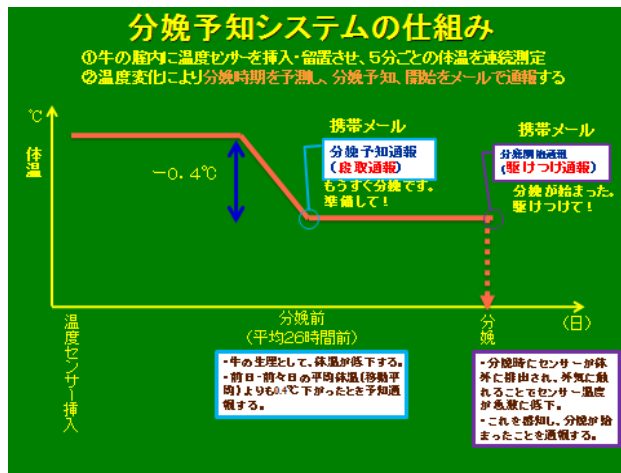 分娩予知システムの仕組み
①牛の膣内に温度センサーを挿入・留置させ、5分ごとの体温を連続測定
②温度変化により分娩時期を予測し、分娩予知、開始をメールで通報する
℃
体温
－0.4℃
携帯メール
分娩予知通報
（段取通報）
もうすぐ分娩です。
準備して！
携帯メール
分娩開始通報
（駆けつけ通報）
分娩が始まった。
駆けつけて！
温度センサー挿入
分娩前
（平均26時間前）
分娩
（日）
・牛の生理として、体温が低下する。
・前日・前々日の平均体温（移動平
均）よりも0.4℃下がったとき予知通
報する。
・分娩時にセンサーが体
外に排出され、外気に触
れることでセンサー温度
が急激に低下。
・これを感知し、分娩が始
まったことを通報する。